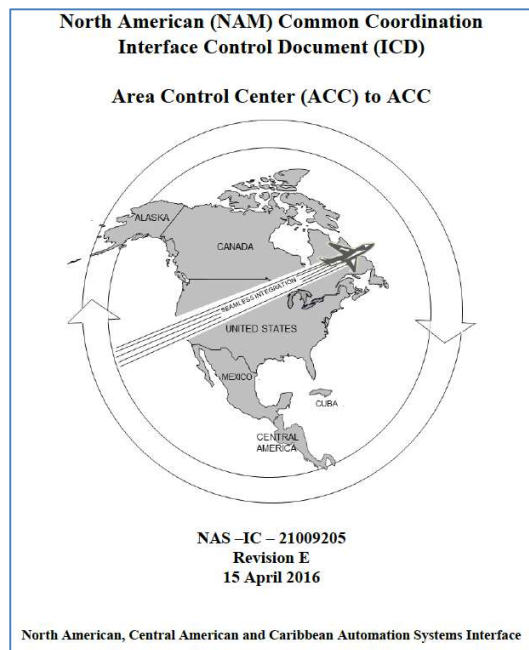 North American (NAM) Common Coordination
Interface Control Document (ICD)
Area Control Center (ACC) to ACC
ALASKA
CANADA
SEAMLESS INTEGRATION
UNITED STATES
MEXICO
CUBA
CENTRAL
AMERICA
NAS –IC – 21009205
Revision E
15 April 2016
North American, Central American and Caribbean Automation Systems Interface